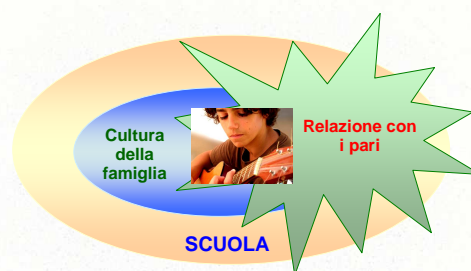 Cultura
della
famiglia
Relazione con
i pari
SCUOLA